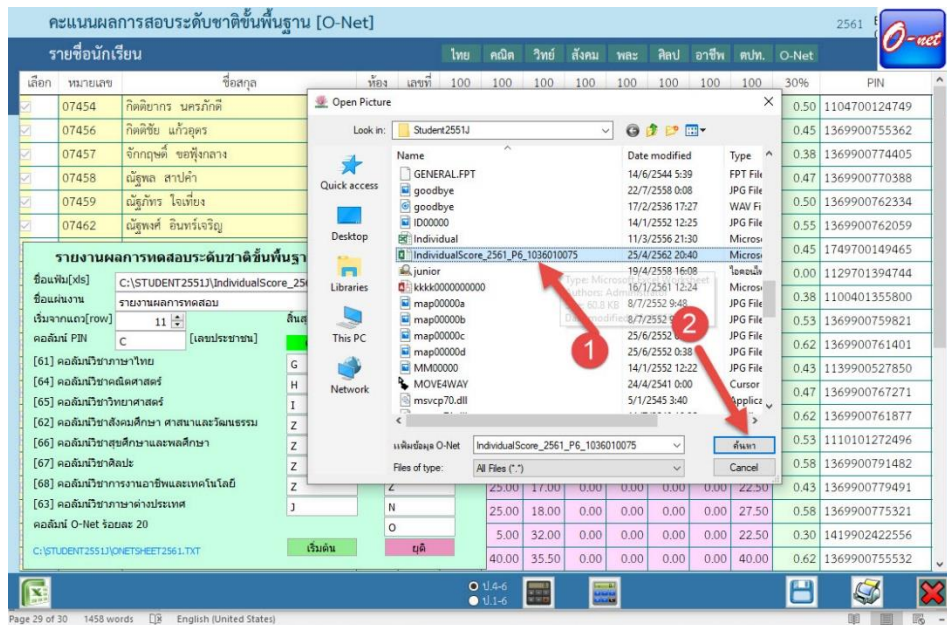 คะแนนผลการสอบระดับชาติขั้นพื้นฐาน [O-Net]
2561
O-net
รายชื่อนักเรียน ไทย คณิต วิทย์ สังคม พละ ศิลป อาชีพ ตปท. O-Net
เลือก หมายเลข ชื่อสกุล ห้อง เลขที่ 100 100 100 100 100 100 100 100 30% PIN
07454 กิตติยากร นครภักดี 0.50 1104700124749
07456 กิตติชัย แก้วอุดร 0.45 1369900755362
07457 จักกฤษดิ์ ขอฟุ้งกลาง 0.38 1369900774405
07458 ณัฐพล สาปคำ 0.47 1369900770388
07459 ณัฐภัทร ใจเที่ยง 0.50 1369900762334
07462 ณัฐพงศ์ อินทร์เจริญ 0.55 1369900762059
0.45 1749700149465
0.00 1129701394744
0.38 1100401355800
0.53 1369900759821
0.62 1369900761401
0.43 1139900527850
0.47 1369900767271
0.62 1369900761877
0.53 1110101272496
0.58 1369900791482
25.00 17.00 0.00 0.00 0.00 0.00 22.50 0.43 1369900779491
25.00 18.00 0.00 0.00 0.00 0.00 27.50 0.58 1369900775321
5.00 32.00 0.00 0.00 0.00 0.00 22.50 0.30 1419902422556
40.00 35.50 0.00 0.00 0.00 0.00 40.00 0.62 1369900755532
Open Picture
Look in: Student2551J
Quick access
Desktop
Libraries
This PC
Network
Name Date modified Type
GENERAL.FPT 14/6/2544 5:39 FPT File
goodbye 22/7/2558 0:08 JPG File
goodbye 17/2/2536 17:27 WAV Fi
ID00000 14/1/2552 12:25 JPG File
Individual 11/3/2556 21:30 Microso
IndividualScore_2561_P6_1036010075 25/4/2562 20:40 Microso
junior 19/4/2558 16:08
kkkk0000000000 16/1/2561 12:24 Microso
map00000a 8/7/2552 9:48 JPG File
map00000b 8/7/2552 JPG File
map00000c 25/6/2552 JPG File
map00000d 25/6/2552 0:38 JPG File
MM00000 14/1/2552 12:22 JPG File
MOVE4WAY 24/4/2541 0:00 Cursor
msvcp70.dll 5/1/2545 3:40 Applica
1
2
แฟ้มข้อมูล O-Net IndividualScore_2561_P6_1036010075 ค้นหา
Files of type: All Files (*.*) Cancel
รายงานผลการทดสอบระดับชาติขั้นพื้นฐา
ชื่อแฟ้ม[xls] C:\STUDENT2551J\IndividualScore_256
ชื่อแผ่นงาน รายงานผลการทดสอบ
เริ่มจากแถว[row] 11 สิ้นสุ
คอลัมน์ PIN C [เลขประชาชน]
[61] คอลัมน์วิชาภาษาไทย G
[64] คอลัมน์วิชาคณิตศาสตร์ H
[65] คอลัมน์วิชาวิทยาศาสตร์ I
[62] คอลัมน์วิชาสังคมศึกษา ศาสนาและวัฒนธรรม Z
[66] คอลัมน์วิชาสุขศึกษาและพลศึกษา Z
[67] คอลัมน์วิชาศิลปะ Z
[68] คอลัมน์วิชาการงานอาชีพและเทคโนโลยี Z Z
[63] คอลัมน์วิชาภาษาต่างประเทศ J N
คอลัมน์ O-Net ร้อยละ 20 O
C:\STUDENT2551J\ONETSHEET2561.TXT เริ่มต้น ยุติ
ป.4-6
ป.1-6
Page 29 of 30 1458 words English (United States)